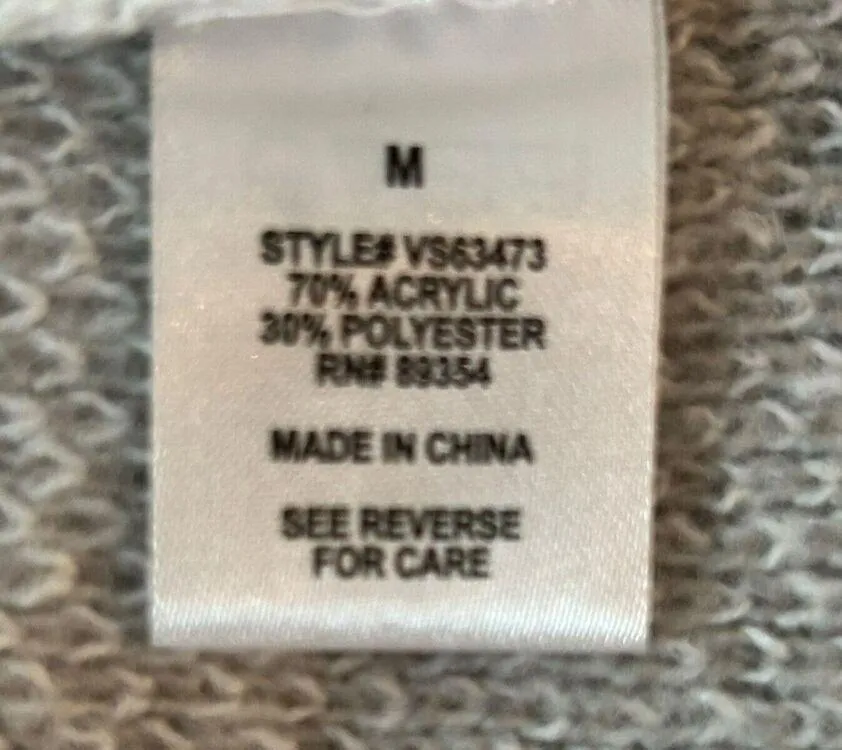 M
STYLE# VS63473
70% ACRYLIC
30% POLYESTER
RN# 89354
MADE IN CHINA
SEE REVERSE
FOR CARE